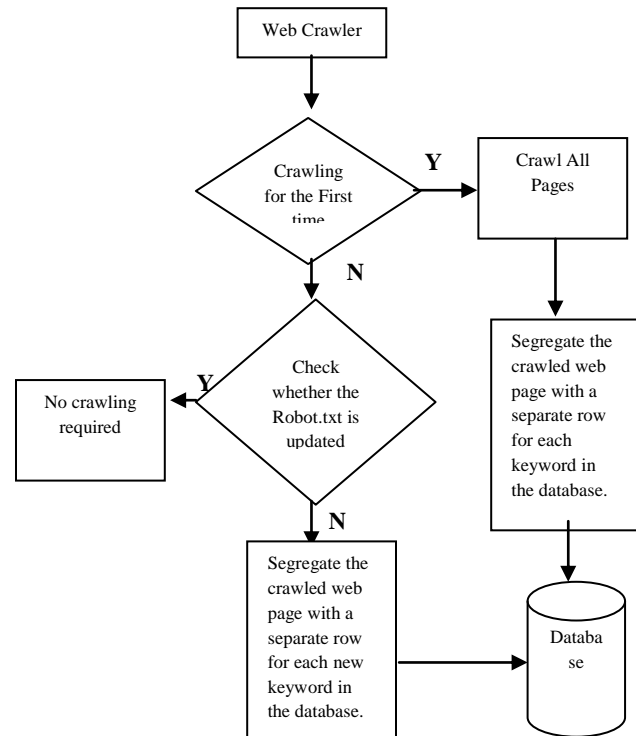 Web Crawler
Crawling
for the First
time
Y
Crawl All
Pages
N
Check
whether the
Robot.txt is
updated
Y
No crawling
required
Segregate the
crawled web
page with a
separate row
for each
keyword in
the database.
N
Segregate the
crawled web
page with a
separate row
for each new
keyword in
the database.
Databa
se